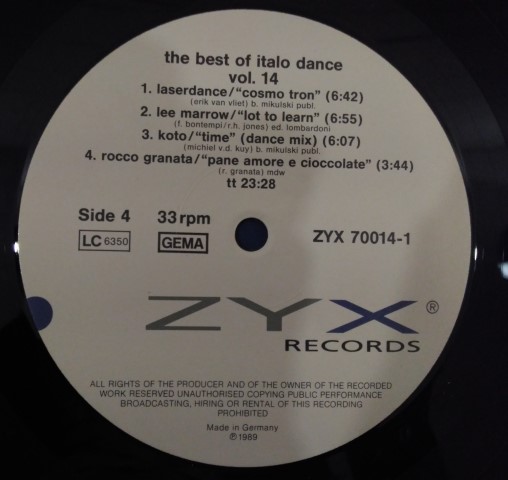 the best of italo dance
vol. 14
1. laserdance/“cosmo tron” (6:42)
(erik van vliet) b. mikulski publ.
2. lee marrow/“lot to learn” (6:55)
(f. bontempi/r.h. jones) ed. lombardoni
3. koto/“time” (dance mix) (6:07)
(michiel v.d. kuy) b. mikulski publ.
4. rocco granata/“pane amore e cioccolate” (3:44)
(r. granata) mdw
tt 23:28
Side 4 33 rpm
LC 6350 GEMA ZYX 70014-1
ZYX ®
RECORDS
ALL RIGHTS OF THE PRODUCER AND OF THE OWNER OF THE RECORDED
WORK RESERVED UNAUTHORISED COPYING PUBLIC PERFORMANCE
BROADCASTING, HIRING OR RENTAL OF THIS RECORDING
PROHIBITED
Made in Germany
℗1989